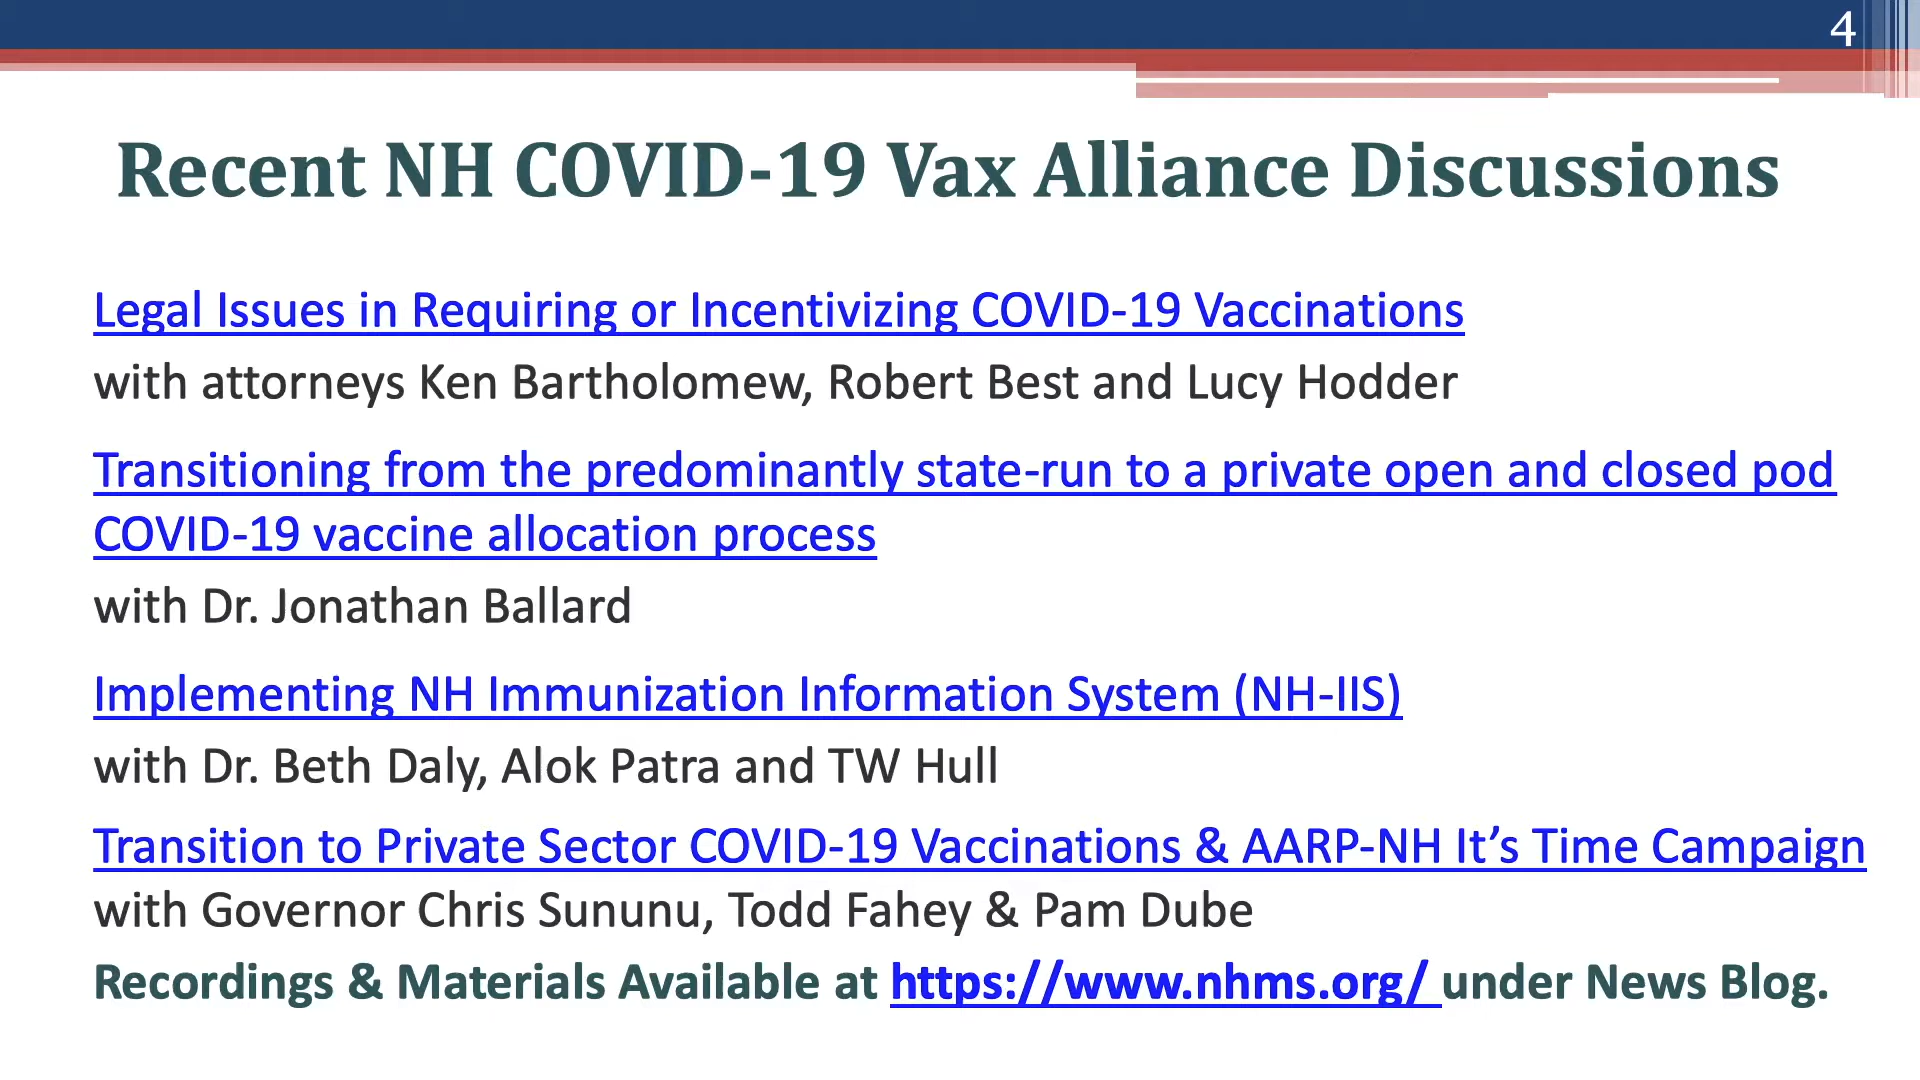 4
Recent NH COVID-19 Vax Alliance Discussions
Legal Issues in Requiring or Incentivizing COVID-19 Vaccinations
with attorneys Ken Bartholomew, Robert Best and Lucy Hodder
Transitioning from the predominantly state-run to a private open and closed pod
COVID-19 vaccine allocation process
with Dr. Jonathan Ballard
Implementing NH Immunization Information System (NH-IIS)
with Dr. Beth Daly, Alok Patra and TW Hull
Transition to Private Sector COVID-19 Vaccinations & AARP-NH It’s Time Campaign
with Governor Chris Sununu, Todd Fahey & Pam Dube
Recordings & Materials Available at https://www.nhms.org/ under News Blog.